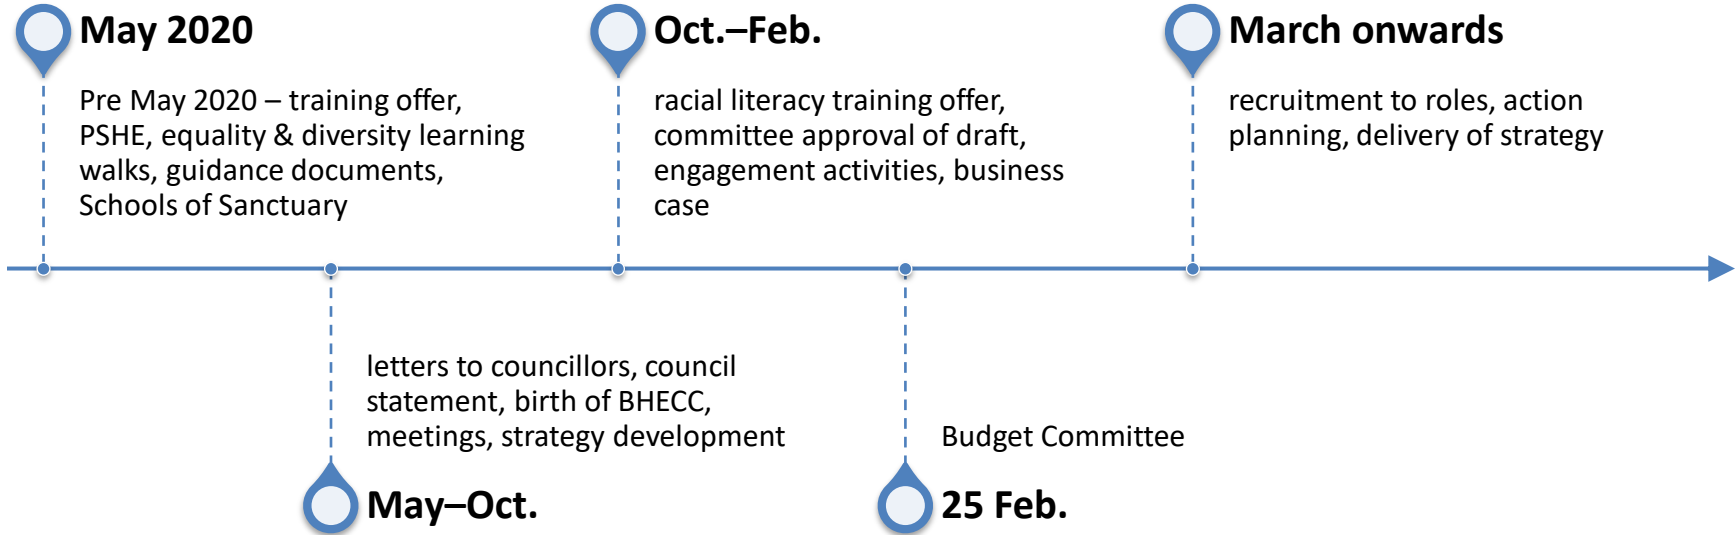 May 2020
Pre May 2020 – training offer,
PSHE, equality & diversity learning
walks, guidance documents,
Schools of Sanctuary
letters to councillors, council
statement, birth of BHECC,
meetings, strategy development
May–Oct.
Oct.–Feb.
racial literacy training offer,
committee approval of draft,
engagement activities, business
case
Budget Committee
25 Feb.
March onwards
recruitment to roles, action
planning, delivery of strategy